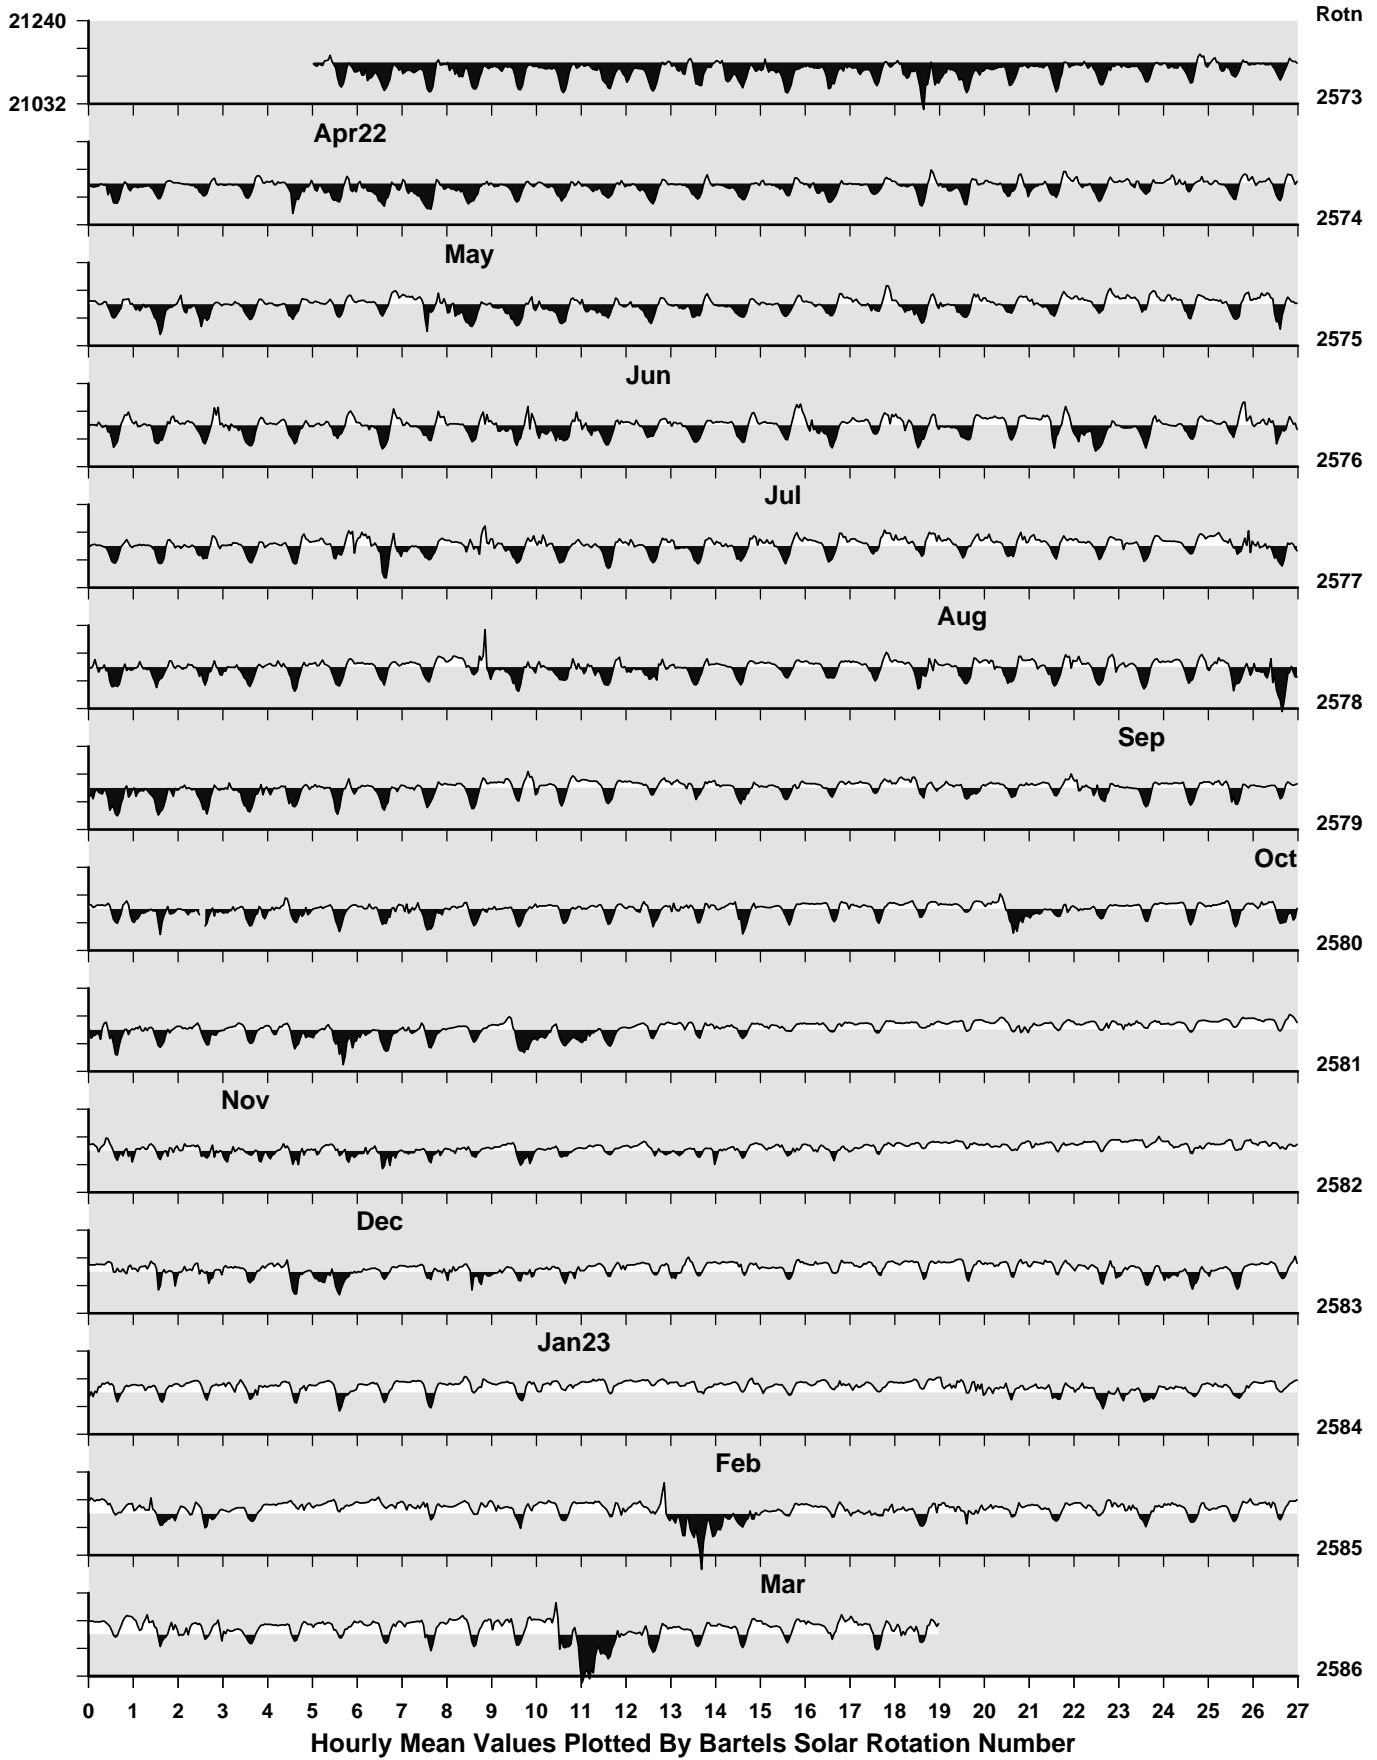 21240
Rotn
21032
2573
Apr22
2574
May
2575
Jun
2576
Jul
2577
Aug
2578
Sep
2579
Oct
2580
2581
Nov
2582
Dec
2583
Jan23
2584
Feb
2585
Mar
2586
0 1 2 3 4 5 6 7 8 9 10 11 12 13 14 15 16 17 18 19 20 21 22 23 24 25 26 27
Hourly Mean Values Plotted By Bartels Solar Rotation Number